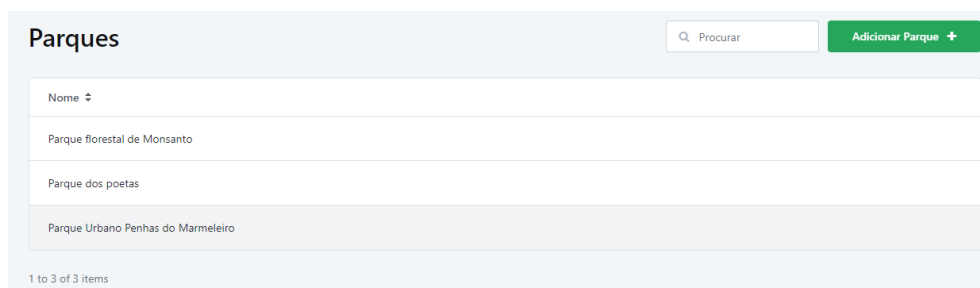 Parques
Procurar
Adicionar Parque +
Nome
Parque florestal de Monsanto
Parque dos poetas
Parque Urbano Penhas do Marmeleiro
1 to 3 of 3 items